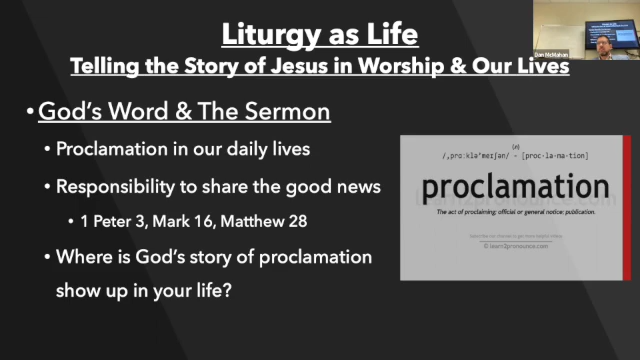 Liturgy as Life
Telling the Story of Jesus in Worship & Our Lives
Dan McMahan
•God's Word & The Sermon
• Proclamation in our daily lives
• Responsibility to share the good news
• 1 Peter 3, Mark 16, Matthew 28
• Where is God's story of proclamation
show up in your life?
(n)
- [proc·la·ma·tion]
proclamation
The act of proclaiming; official or general notice; publication.
© learn2pronounce.com